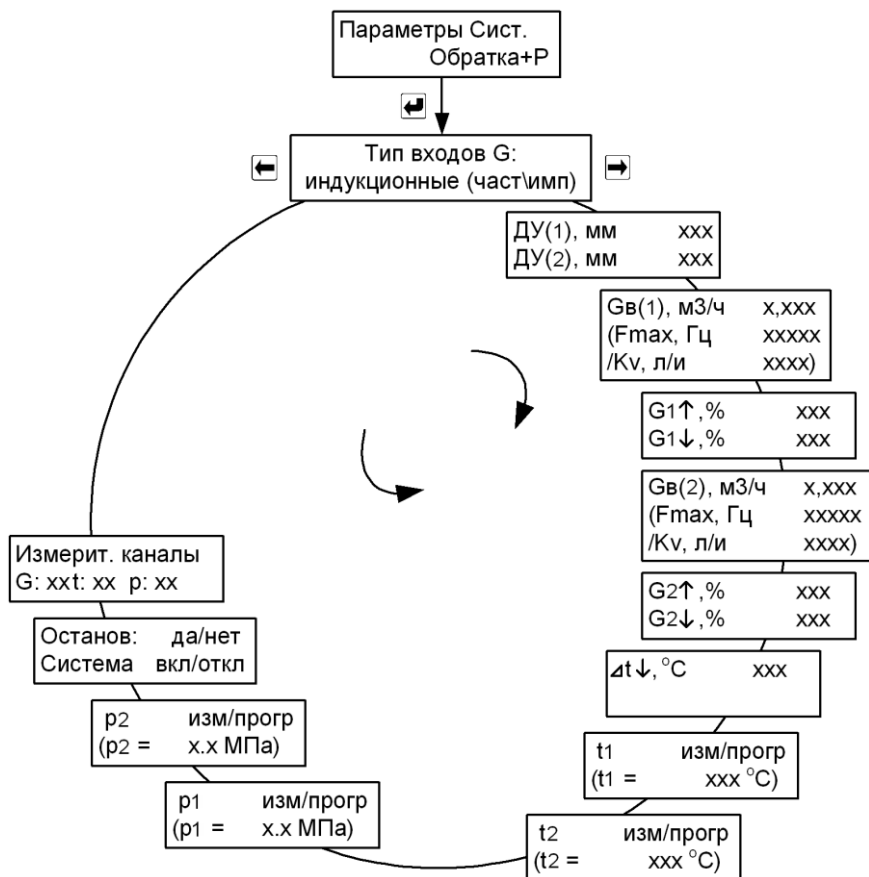 Параметры Сист.
Обратка+Р
Тип входов G:
индукционные (част\имп)
ДУ(1), мм xxx
ДУ(2), мм xxx
Gв(1), м3/ч x,xxx
(Fmax, Гц xxxxx
/Kv, л/и xxxx)
G1↑,% xxx
G1↓,% xxx
Gв(2), м3/ч x,xxx
(Fmax, Гц xxxxx
/Kv, л/и xxxx)
G2↑,% xxx
G2↓,% xxx
⊿t↓, °C xxx
t1 изм/прогр
(t1 = xxx °C)
t2 изм/прогр
(t2 = xxx °C)
p1 изм/прогр
(p1 = x.x МПа)
p2 изм/прогр
(p2 = x.x МПа)
Останов: да/нет
Система вкл/откл
Измерит. каналы
G: xxt: xx p: xx